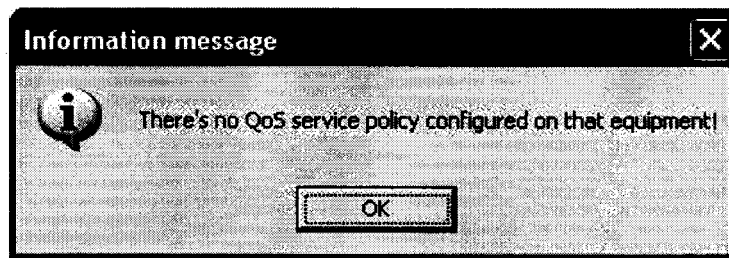 Information message
There's no QoS service policy configured on that equipment!
OK